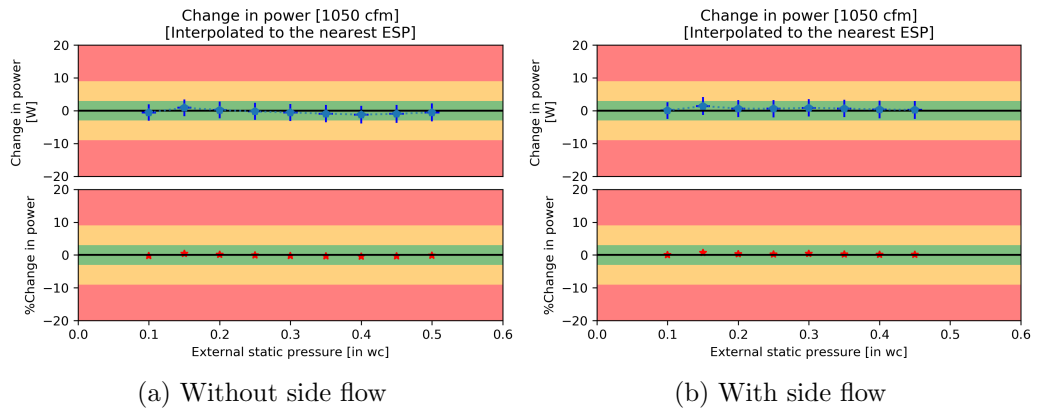 Change in power [1050 cfm]
[Interpolated to the nearest ESP]
20
10
0
−10
−20
Change in power
[W]
20
10
0
−10
−20
%Change in power
0.0 0.1 0.2 0.3 0.4 0.5 0.6
External static pressure [in wc]
(a) Without side flow
Change in power [1050 cfm]
[Interpolated to the nearest ESP]
20
10
0
−10
−20
Change in power
[W]
20
10
0
−10
−20
%Change in power
0.0 0.1 0.2 0.3 0.4 0.5 0.6
External static pressure [in wc]
(b) With side flow